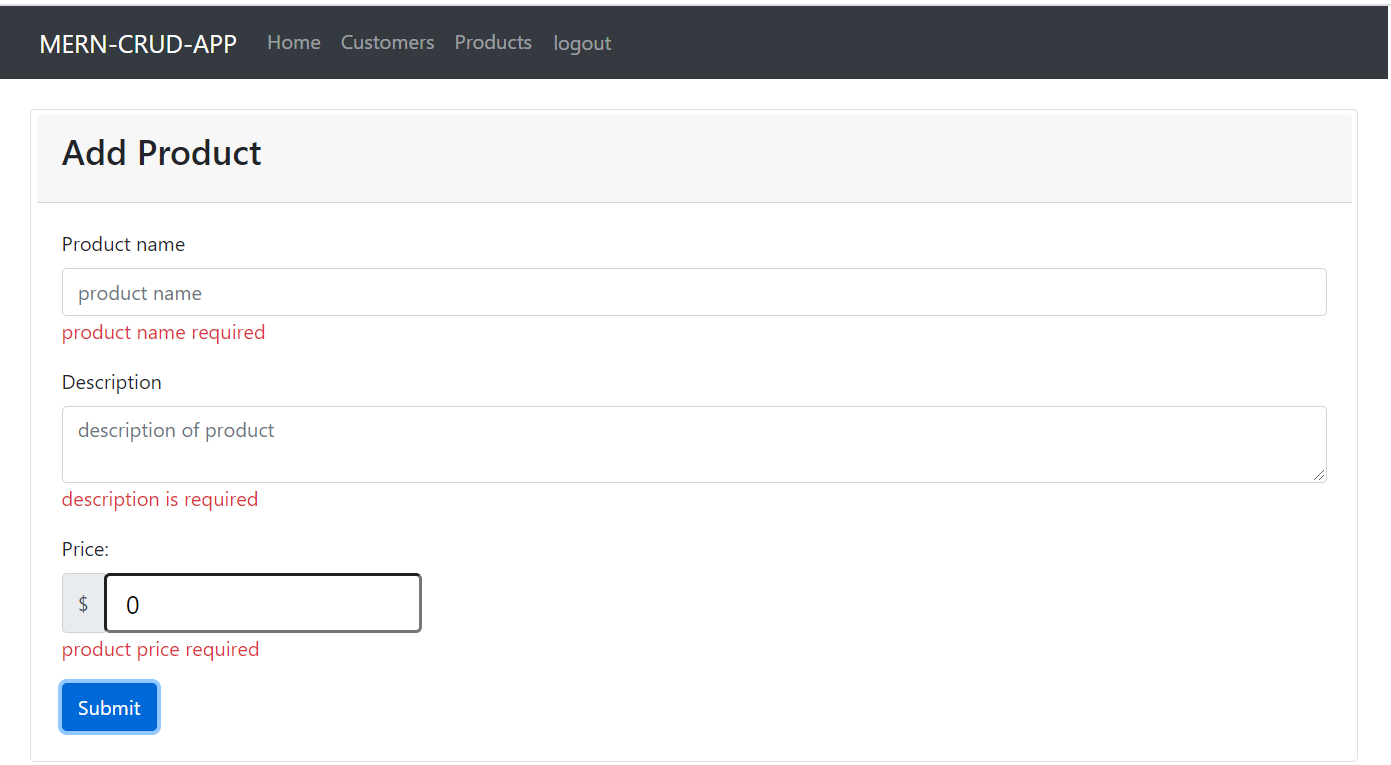 MERN-CRUD-APP Home Customers Products logout
Add Product
Product name
product name
product name required
Description
description of product
description is required
Price:
$ 0
product price required
Submit